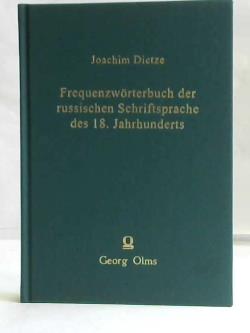 Joachim Dietze
Frequenzwörterbuch der
russischen Schriftsprache
des 18. Jahrhunderts
Georg Olms